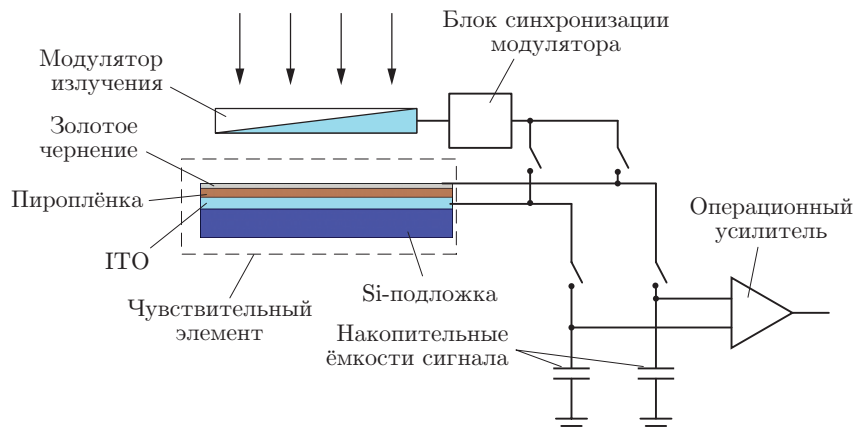 Блок синхронизации
модулятора
Модулятор
излучения
Золотое
чернение
Пироплёнка
ITO
Чувствительный
элемент
Si-подложка
Накопительные
ёмкости сигнала
Операционный
усилитель